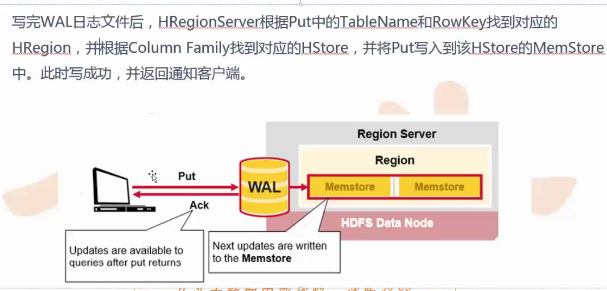 写完WAL日志文件后，HRegionServer根据Put中的TableName和RowKey找到对应的
HRegion，并根据Column Family找到对应的HStore，并将Put写入到该HStore的MemStore
中。此时写成功，并返回通知客户端。
Region Server
Region
Put
WAL
Memstore
Memstore
Ack
HDFS Data Node
Updates are available to
queries after put returns
Next updates are written
to the Memstore